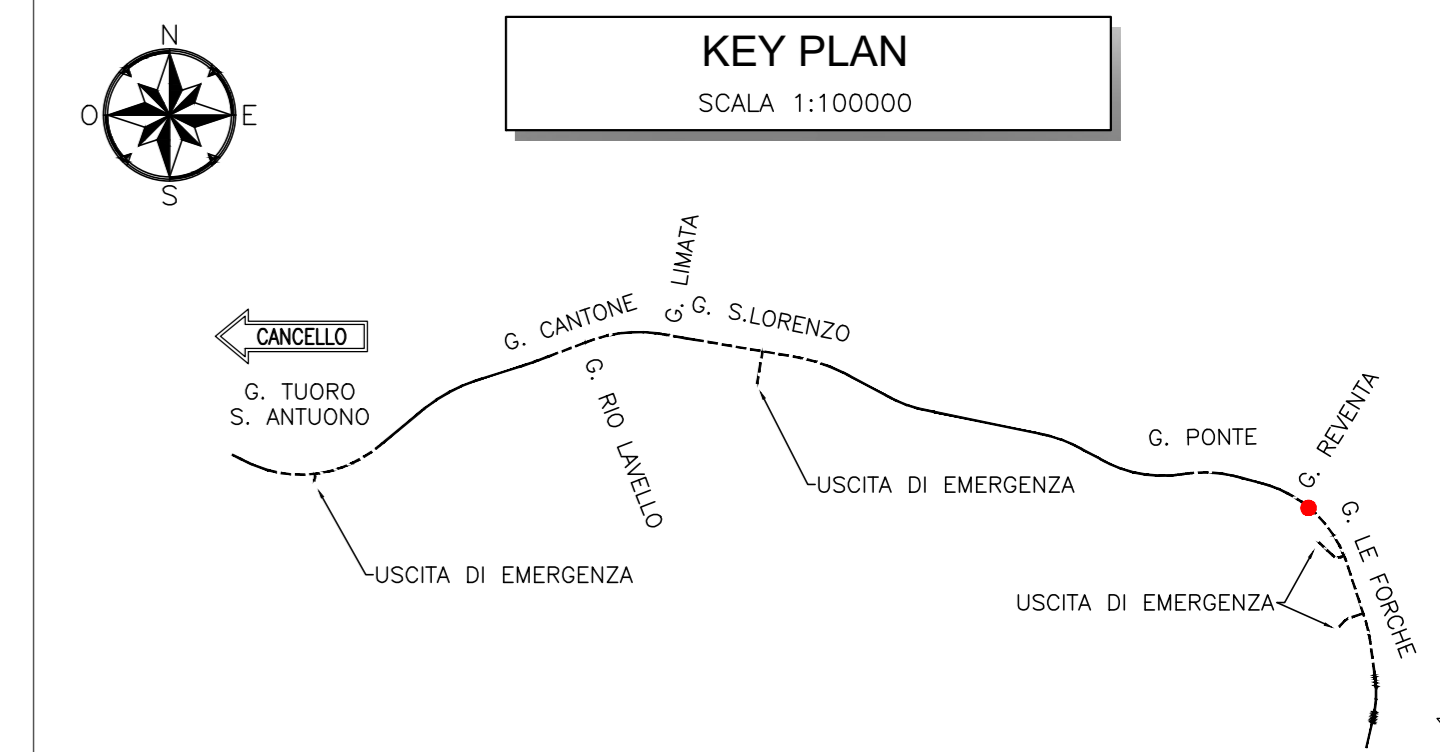 N
O
E
S
KEY PLAN
SCALA 1:100000
CANCELLO
G. TUORO
S. ANTUONO
G. CANTONE
G. RIO LAVELLO
G. LIMATA
G. S.LORENZO
USCITA DI EMERGENZA
USCITA DI EMERGENZA
G. PONTE
G. REVENTA
G. LE FORCHE
USCITA DI EMERGENZA